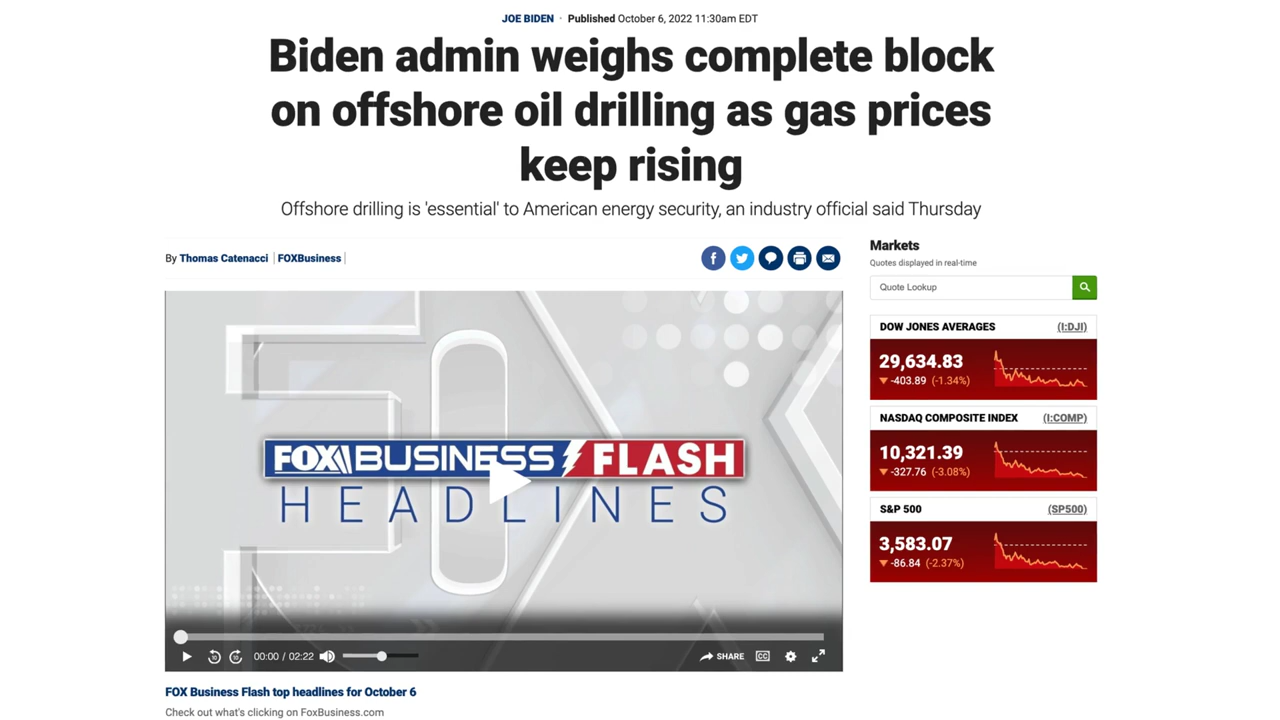 JOE BIDEN · Published October 6, 2022 11:30am EDT
Biden admin weighs complete block
on offshore oil drilling as gas prices
keep rising
Offshore drilling is 'essential' to American energy security, an industry official said Thursday
By Thomas Catenacci | FOXBusiness |
Markets
Quotes displayed in real-time
Quote Lookup
DOW JONES AVERAGES (I:DJI)
29,634.83
-403.89 (-1.34%)
NASDAQ COMPOSITE INDEX (I:COMP)
10,321.39
-327.76 (-3.08%)
S&P 500 (SP500)
3,583.07
-86.84 (-2.37%)
FOX BUSINESS FLASH
HEADLINES
00:00 / 02:22
SHARE
CC
FOX Business Flash top headlines for October 6
Check out what's clicking on FoxBusiness.com